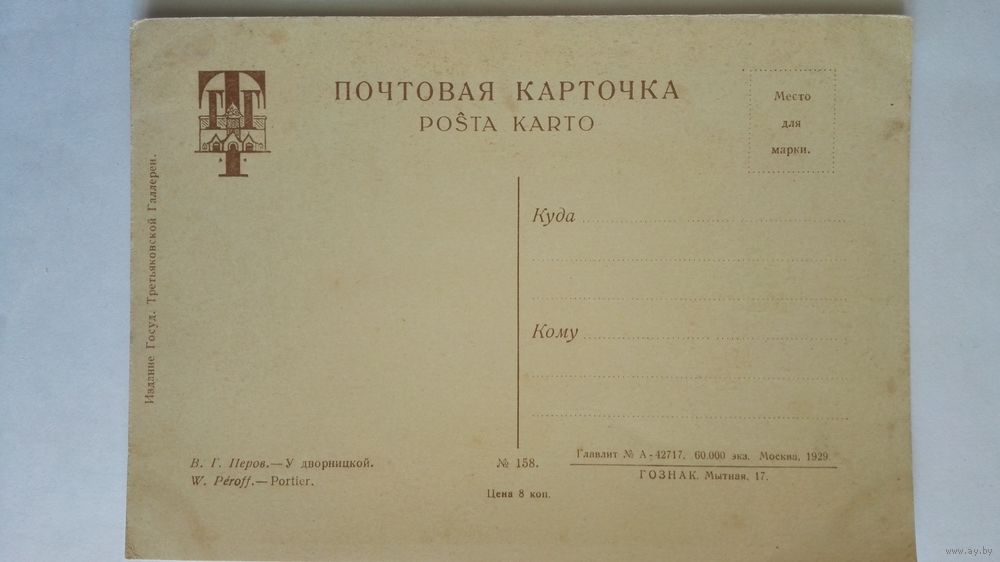 ПОЧТОВАЯ КАРТОЧКА
POŜTA KARTO
Место
для
марки.
Издание Госуд. Третьяковской Галлереи.
Куда
Кому
В. Г. Перов.—У дворницкой.
W. Péroff.—Portier.
№ 158.
Цена 8 коп.
Главлит № А-42717. 60.000 экз. Москва, 1929.
ГОЗНАК. Мытная, 17.
www.ay.by